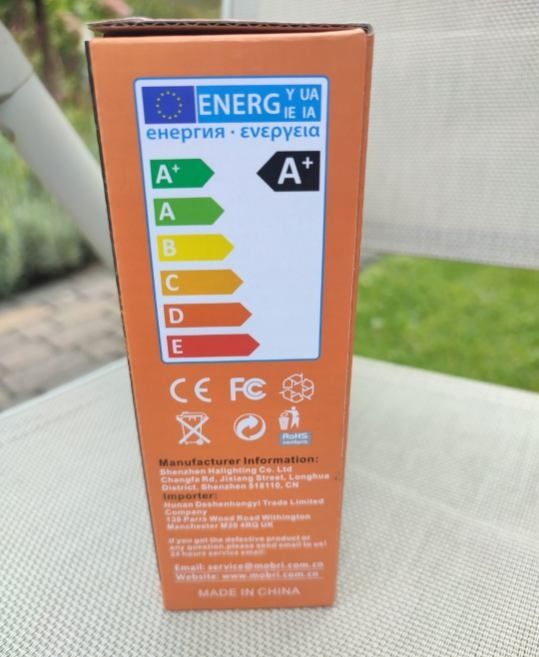 ENERG Y UA
IE IA
енергия · ενεργεια
A+ A+
A
B
C
D
E
CE FC
RoHS
Manufacturer Information:
Shenzhen Halighting Co. Ltd
Changfa Rd, Jixiang Street, Longhua
District. Shenzhen 518110, CN
Importer:
Hunan Deshenhongyi Trade Limited
Company
138 Parrs Wood Road Withington
Manchester M20 4RQ UK
If you get the defective product or
any question,please send email to us!
24 hours service email:
Email: service@mobri.com.cn
Website: www.mobri.com.cn
MADE IN CHINA